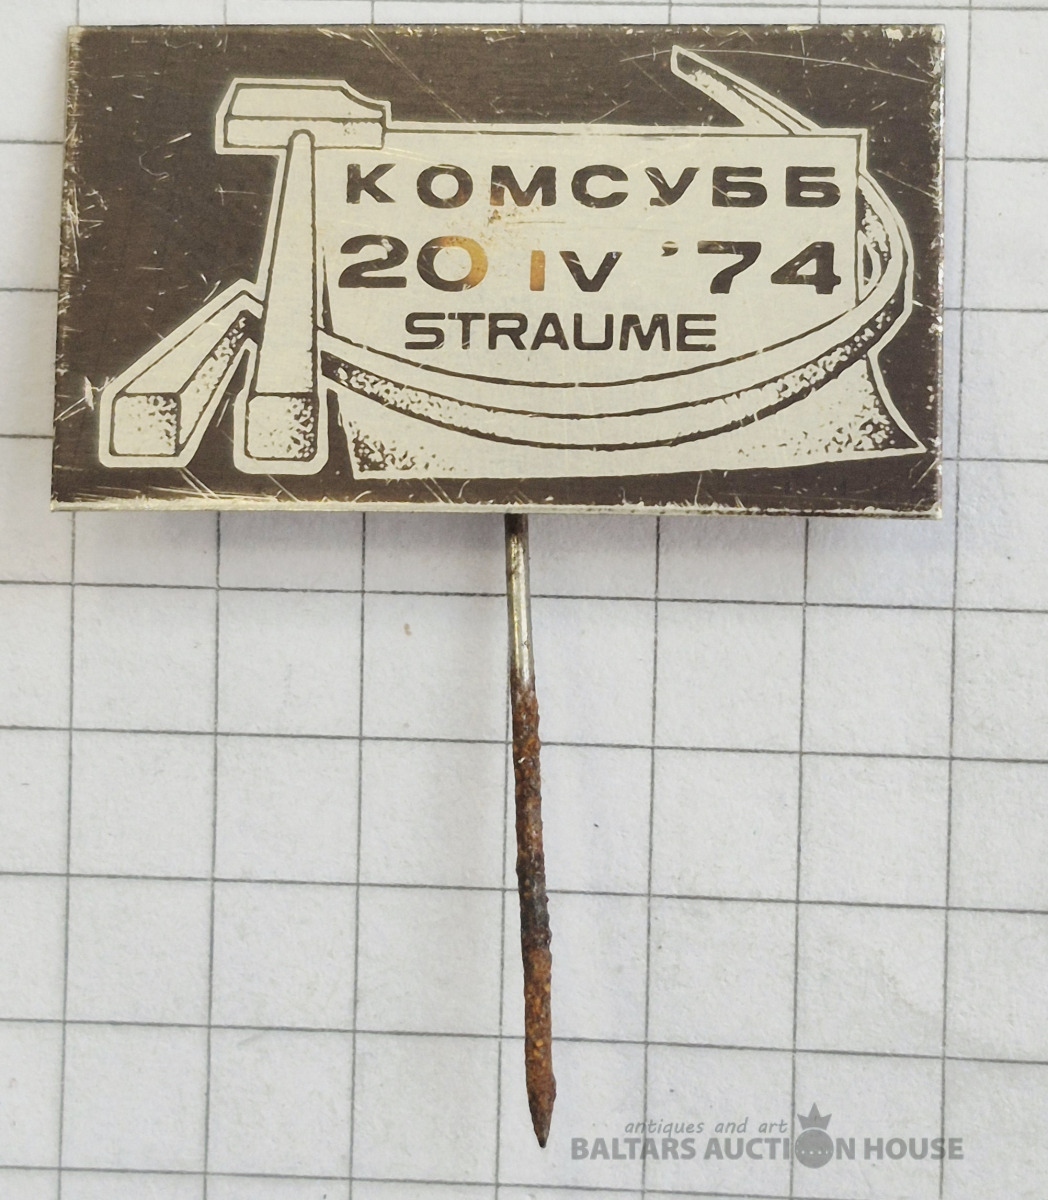 КОМСУББ
20 IV '74
STRAUME
antiques and art
BALTARS AUCTION HOUSE